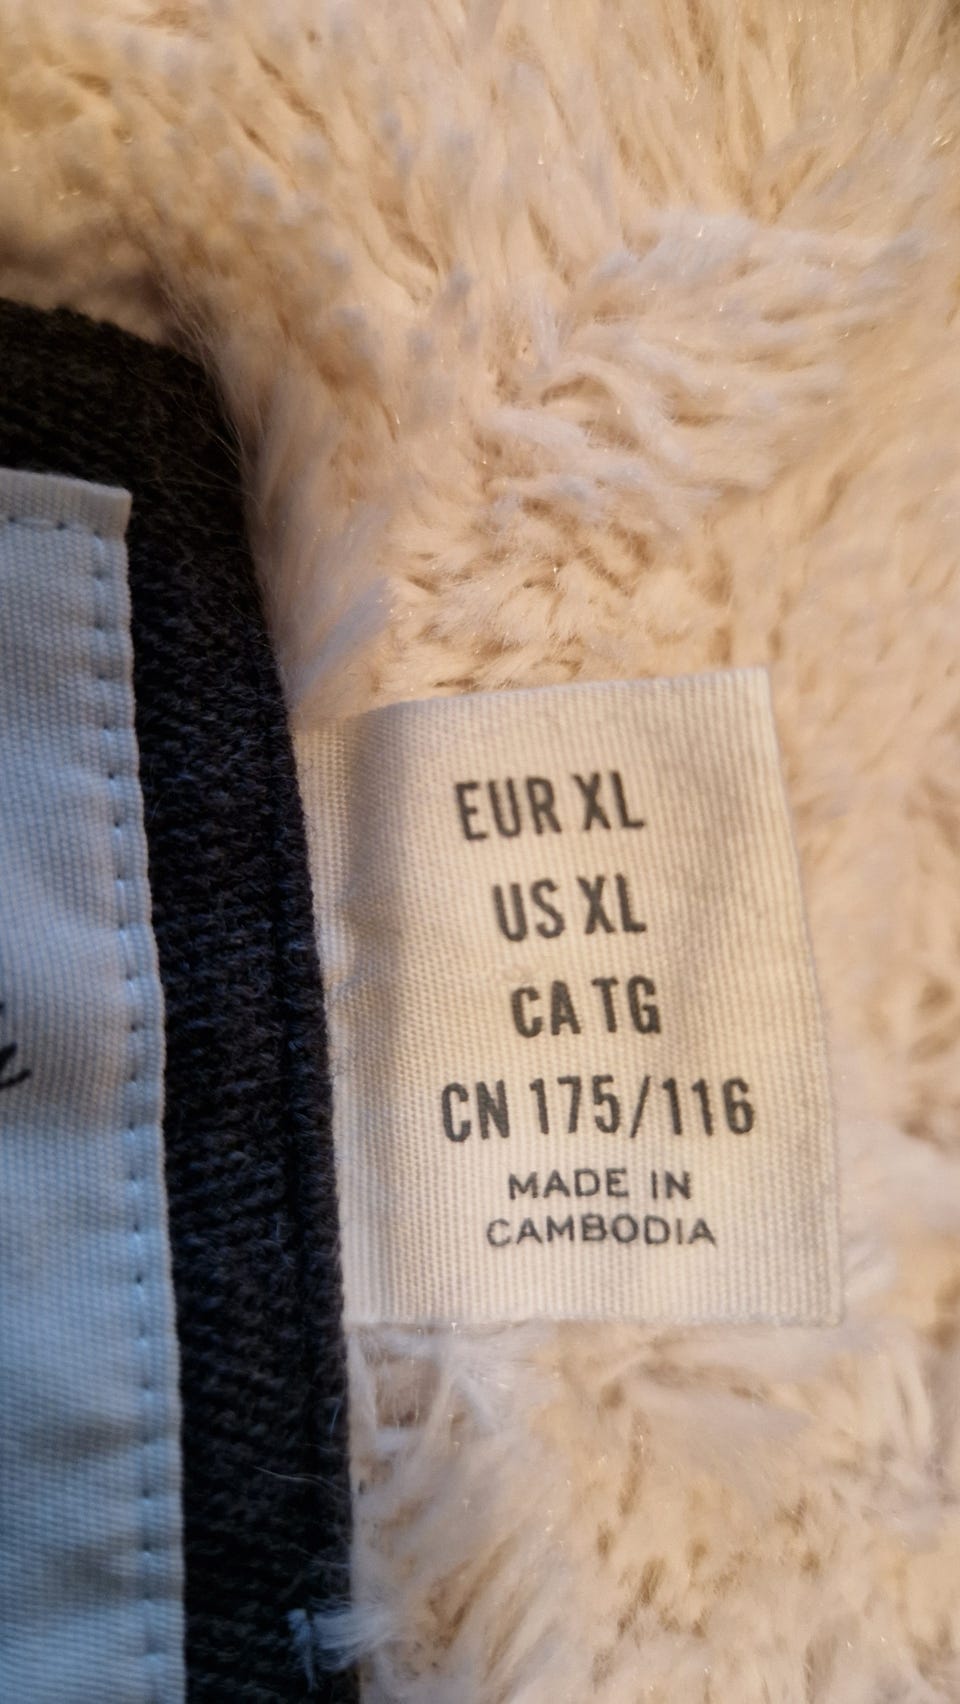 EUR XL
US XL
CA TG
CN 175/116
MADE IN
CAMBODIA